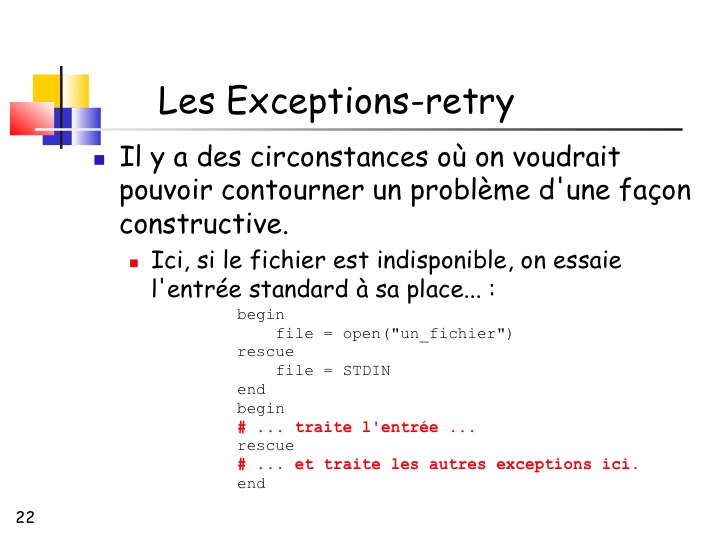 Les Exceptions-retry
Il y a des circonstances où on voudrait
pouvoir contourner un problème d'une façon
constructive.
Ici, si le fichier est indisponible, on essaie
l'entrée standard à sa place... :
begin
    file = open("un_fichier")
rescue
    file = STDIN
end
begin
# ... traite l'entrée ...
rescue
# ... et traite les autres exceptions ici.
end
22